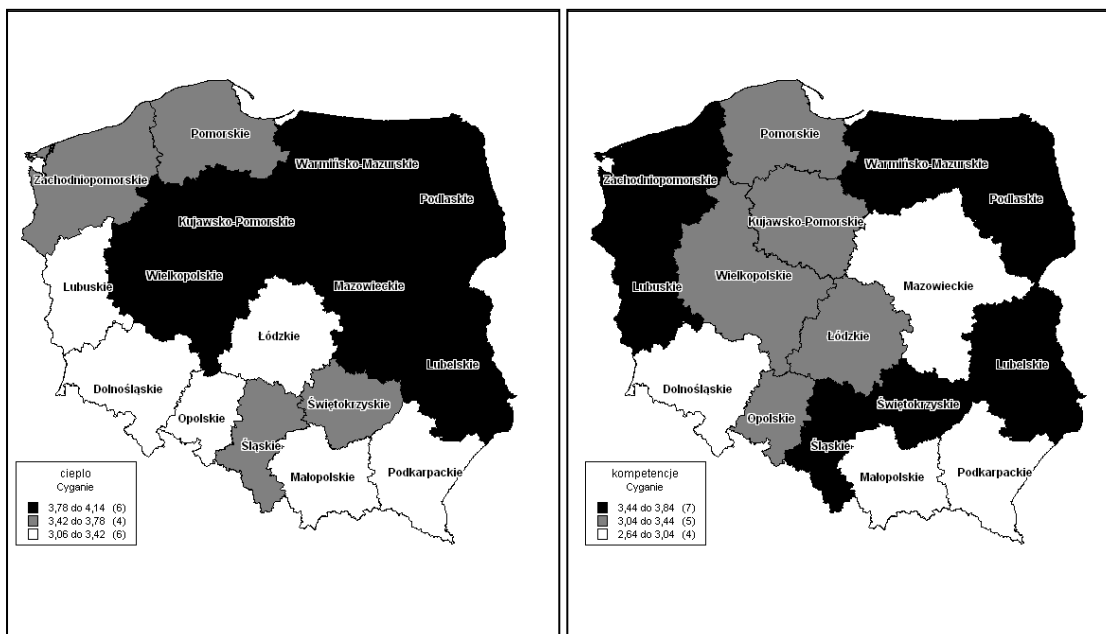 Pomorskie
Warmińsko-Mazurskie
Zachodniopomorskie
Podlaskie
Kujawsko-Pomorskie
Wielkopolskie
Lubuskie
Mazowieckie
Łódzkie
Lubelskie
Dolnośląskie
Opolskie
Świętokrzyskie
Śląskie
Małopolskie
Podkarpackie
cieplo
Cyganie
3,78 do 4,14 (6)
3,42 do 3,78 (4)
3,06 do 3,42 (6)
Pomorskie
Warmińsko-Mazurskie
Zachodniopomorskie
Podlaskie
Kujawsko-Pomorskie
Wielkopolskie
Lubuskie
Mazowieckie
Łódzkie
Lubelskie
Dolnośląskie
Opolskie
Świętokrzyskie
Śląskie
Małopolskie
Podkarpackie
kompetencje
Cyganie
3,44 do 3,84 (7)
3,04 do 3,44 (5)
2,64 do 3,04 (4)